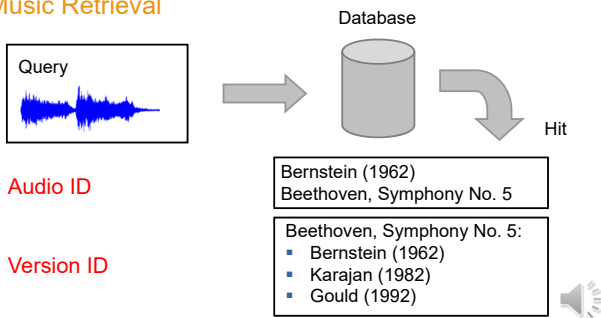 Music Retrieval
Database
Query
Hit
Audio ID
Bernstein (1962)
Beethoven, Symphony No. 5
Version ID
Beethoven, Symphony No. 5:
▪ Bernstein (1962)
▪ Karajan (1982)
▪ Gould (1992)